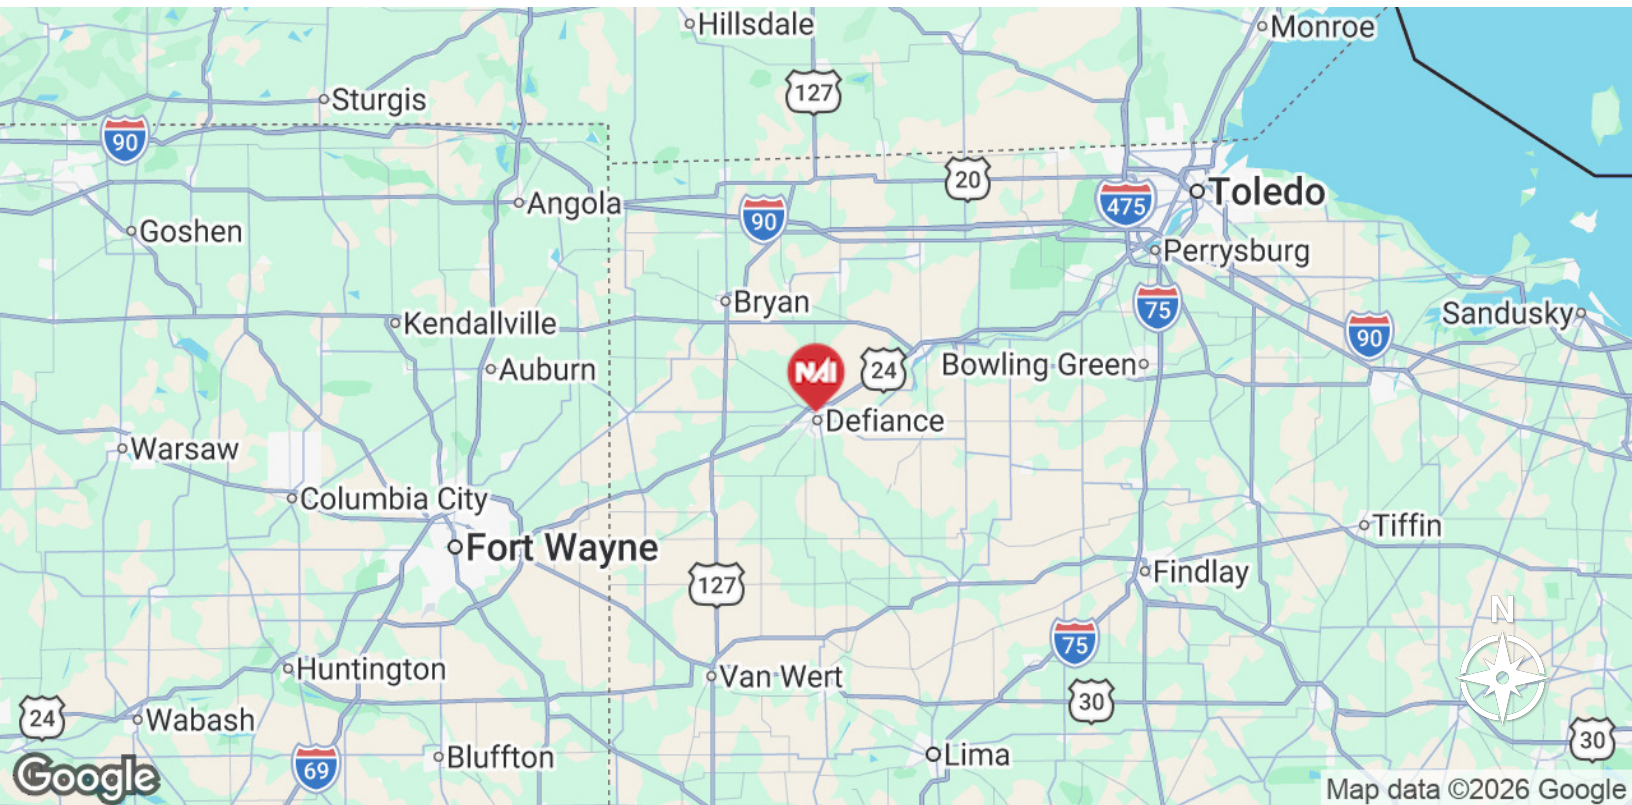 Hillsdale
Monroe
127
Sturgis
90
20
Toledo
475
Angola
90
Goshen
Perrysburg
Bryan
75
Sandusky
Kendallville
90
Auburn
NAI
24
Bowling Green
Defiance
Warsaw
Columbia City
Tiffin
Fort Wayne
127
Findlay
N
75
Huntington
Van Wert
24
Wabash
30
30
Lima
Bluffton
69
Google
Map data ©2026 Google